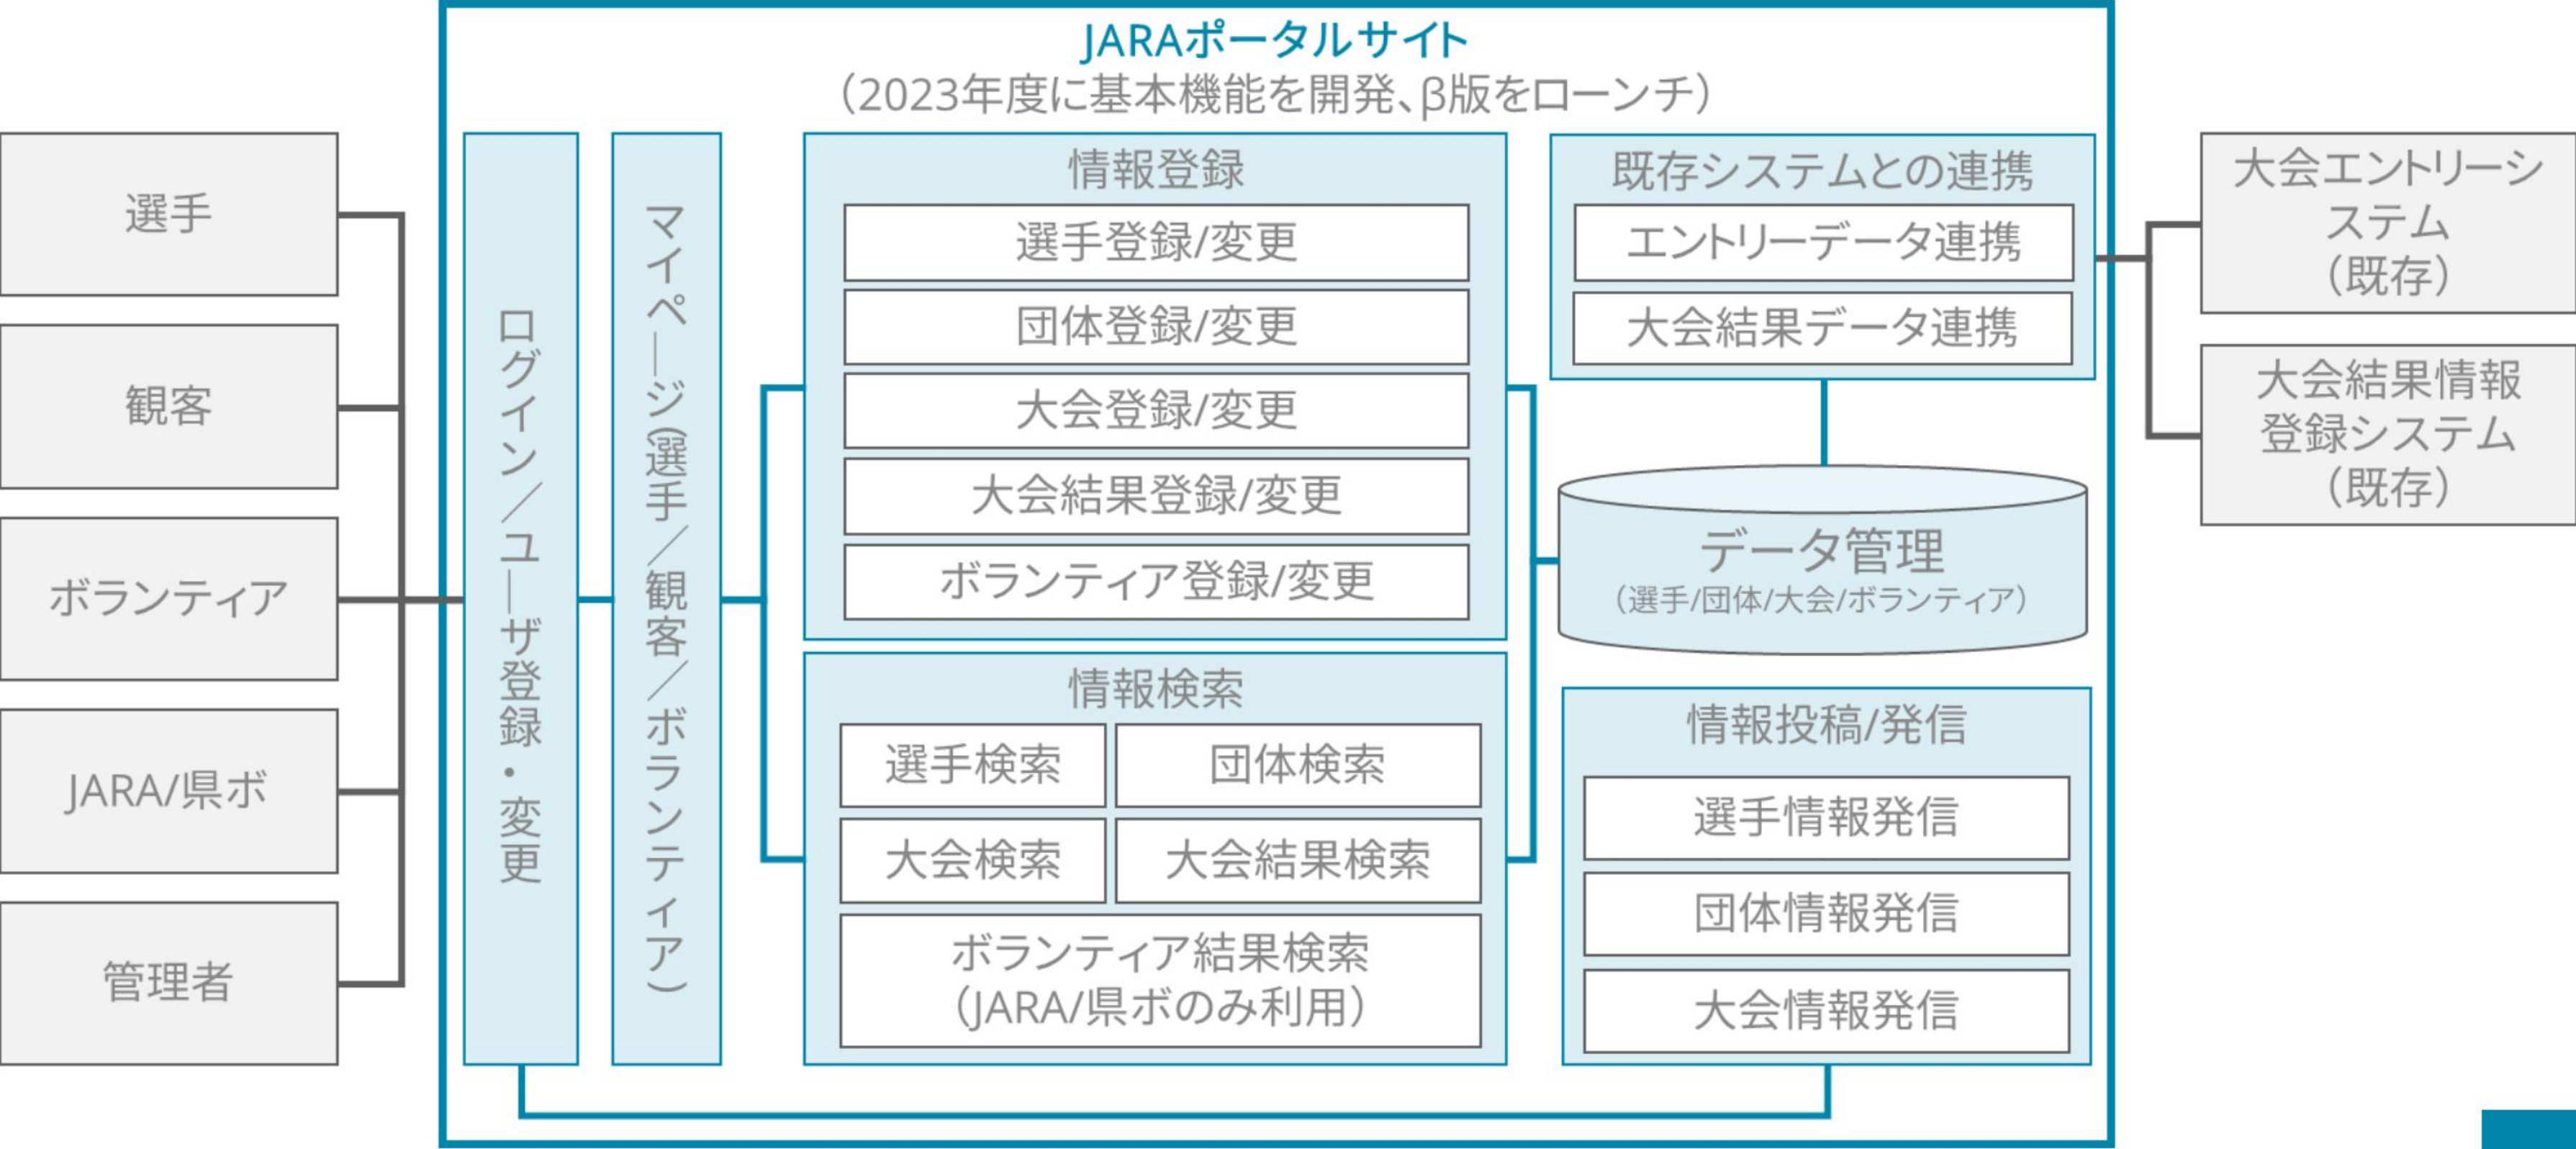 JARAポータルサイト
（2023年度に基本機能を開発、β版をローンチ）
選手
観客
ボランティア
JARA/県ボ
管理者
ログイン／ユーザ登録・変更
マイページ（選手／観客／ボランティア）
情報登録
選手登録/変更
団体登録/変更
大会登録/変更
大会結果登録/変更
ボランティア登録/変更
情報検索
選手検索
団体検索
大会検索
大会結果検索
ボランティア結果検索
（JARA/県ボのみ利用）
既存システムとの連携
エントリーデータ連携
大会結果データ連携
データ管理
（選手/団体/大会/ボランティア）
情報投稿/発信
選手情報発信
団体情報発信
大会情報発信
大会エントリーシ
ステム
（既存）
大会結果情報
登録システム
（既存）